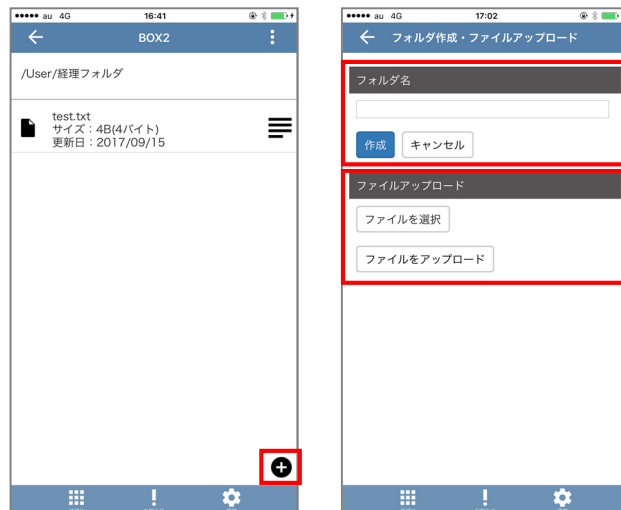 au 4G 16:41
BOX2
/User/経理フォルダ
test.txt
サイズ：4B(4バイト)
更新日：2017/09/15
au 4G 17:02
フォルダ作成・ファイルアップロード
フォルダ名
作成 キャンセル
ファイルアップロード
ファイルを選択
ファイルをアップロード